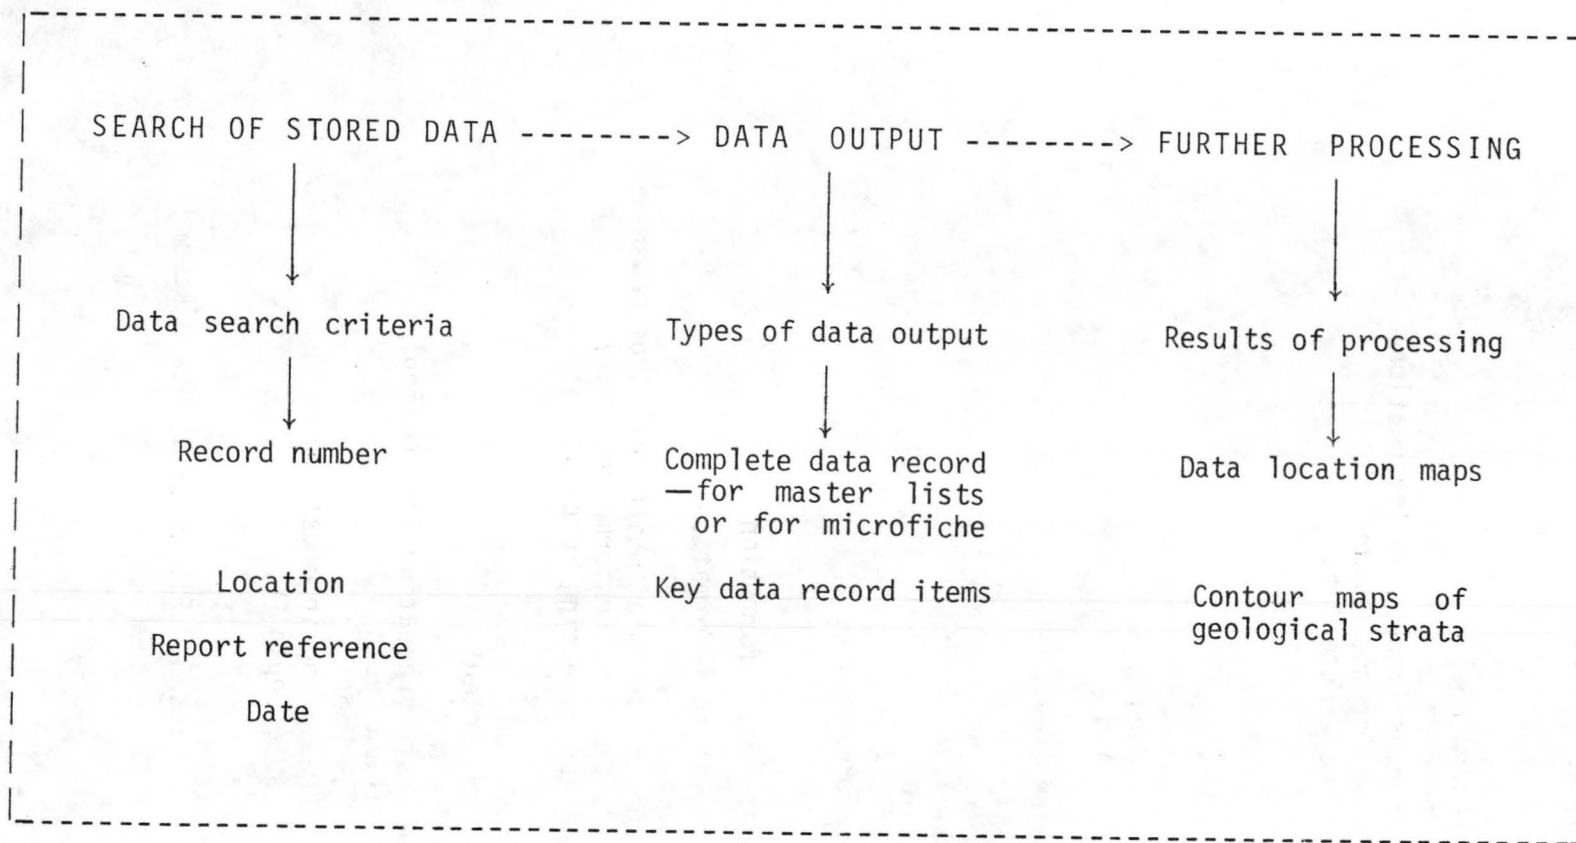 SEARCH OF STORED DATA --------> DATA OUTPUT --------> FURTHER PROCESSING
Data search criteria
Record number
Location
Report reference
Date
Types of data output
Complete data record
—for master lists
or for microfiche
Key data record items
Results of processing
Data location maps
Contour maps of
geological strata